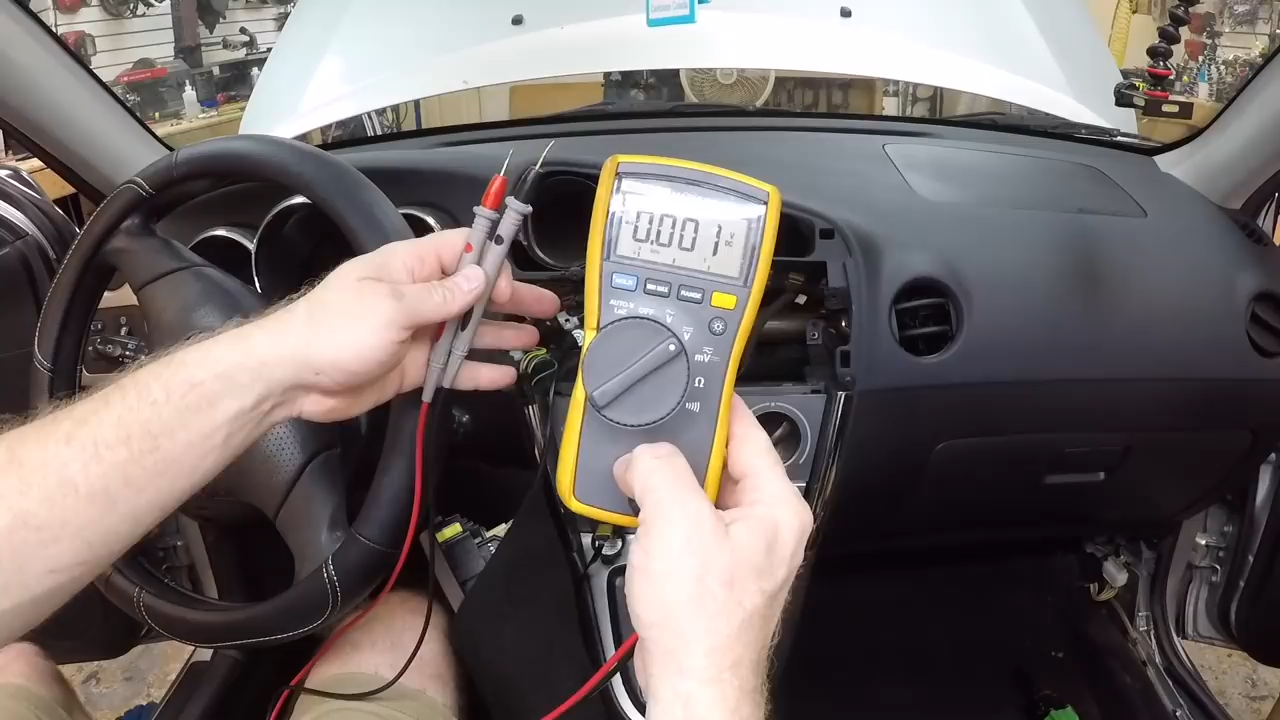 0.001 V
DC
HOLD MIN MAX RANGE
AUTO-V
LoZ OFF Ṽ
V
mV
Ω